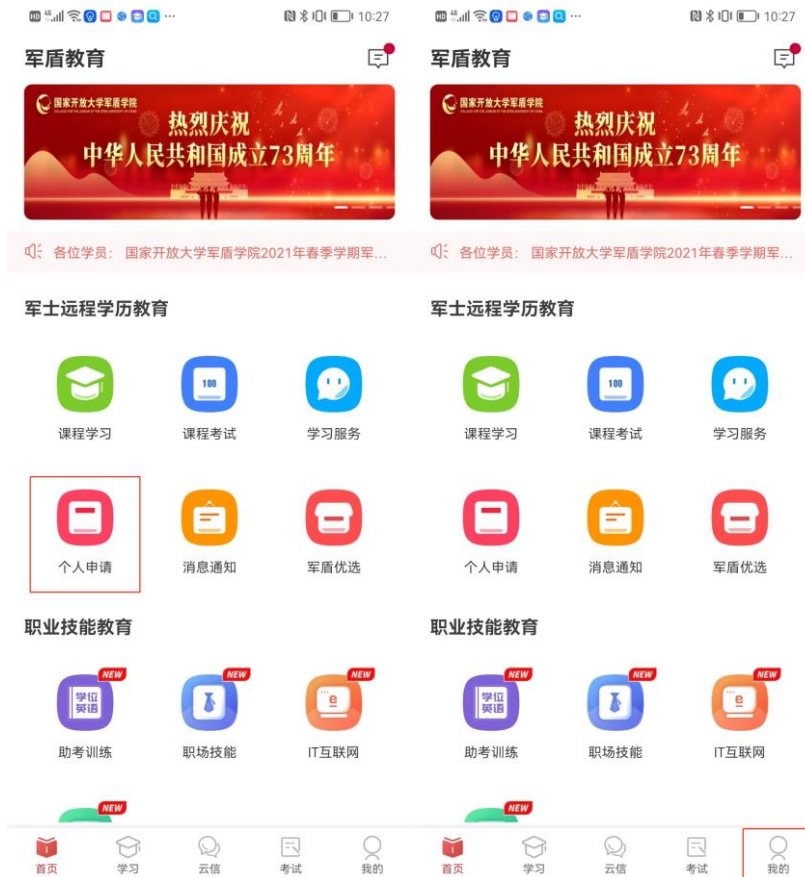 HD 46 10:27
军盾教育
国家开放大学军盾学院
热烈庆祝
中华人民共和国成立73周年
各位学员： 国家开放大学军盾学院2021年春季学期军...
军士远程学历教育
100
课程学习 课程考试 学习服务
个人申请 消息通知 军盾优选
职业技能教育
NEW NEW NEW
学位
英语
e
助考训练 职场技能 IT互联网
NEW
首页 学习 云信 考试 我的
HD 46 10:27
军盾教育
国家开放大学军盾学院
热烈庆祝
中华人民共和国成立73周年
各位学员： 国家开放大学军盾学院2021年春季学期军...
军士远程学历教育
100
课程学习 课程考试 学习服务
个人申请 消息通知 军盾优选
职业技能教育
NEW NEW NEW
学位
英语
e
助考训练 职场技能 IT互联网
NEW
首页 学习 云信 考试 我的